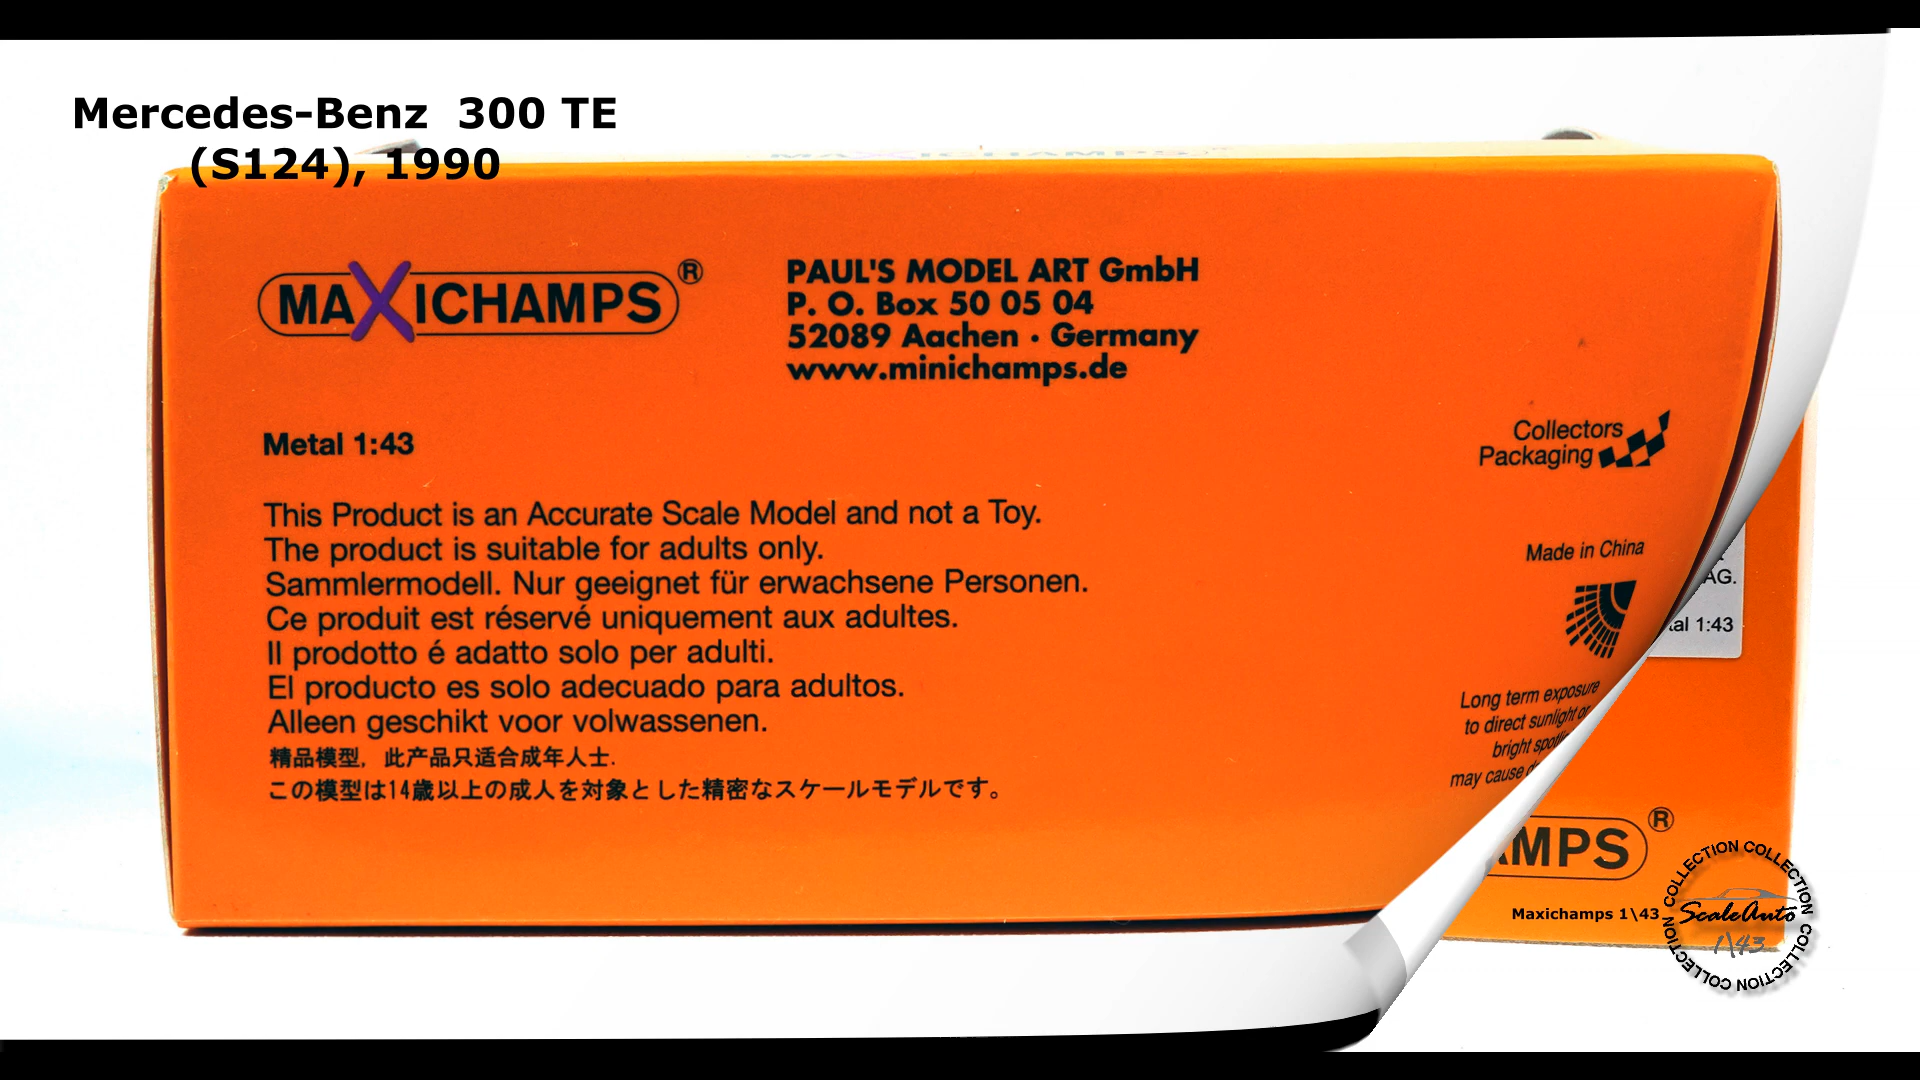 Mercedes-Benz 300 TE
(S124), 1990
MAXICHAMPS®
PAUL'S MODEL ART GmbH
P. O. Box 50 05 04
52089 Aachen · Germany
www.minichamps.de
Metal 1:43
This Product is an Accurate Scale Model and not a Toy.
The product is suitable for adults only.
Sammlermodell. Nur geeignet für erwachsene Personen.
Ce produit est réservé uniquement aux adultes.
Il prodotto é adatto solo per adulti.
El producto es solo adecuado para adultos.
Alleen geschikt voor volwassenen.
精品模型, 此产品只适合成年人士.
この模型は14歳以上の成人を対象とした精密なスケールモデルです。
Collectors
Packaging
Made in China
Long term exposure
to direct sunlight or
bright
may cause
AG.
1:43
MPS®
Maxichamps 1\43
COLLECTION COLLECTION COLLECTION COLLECTION
ScaleAuto
1\43